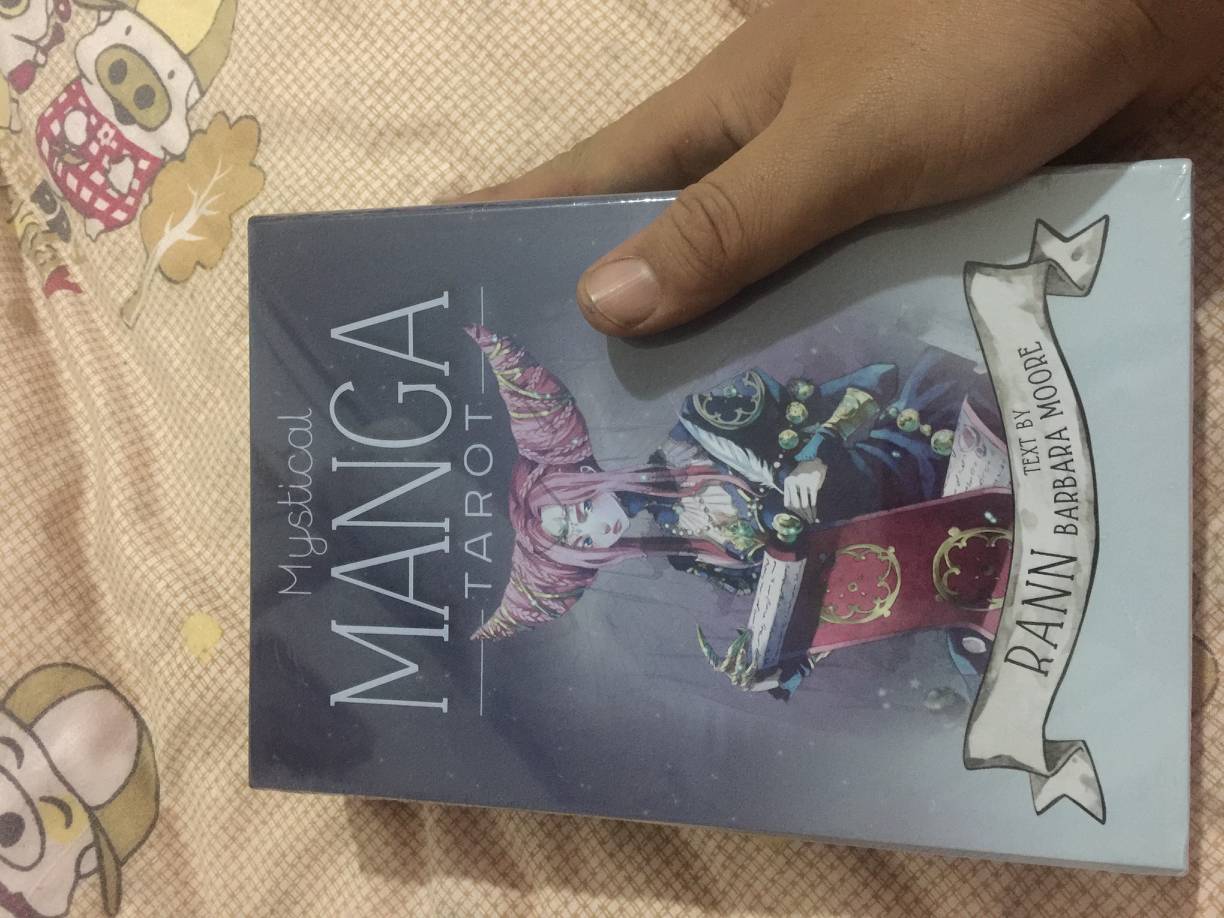 Mystical
MANGA
TAROT
RANN
TEXT BY
BARBARA MOORE